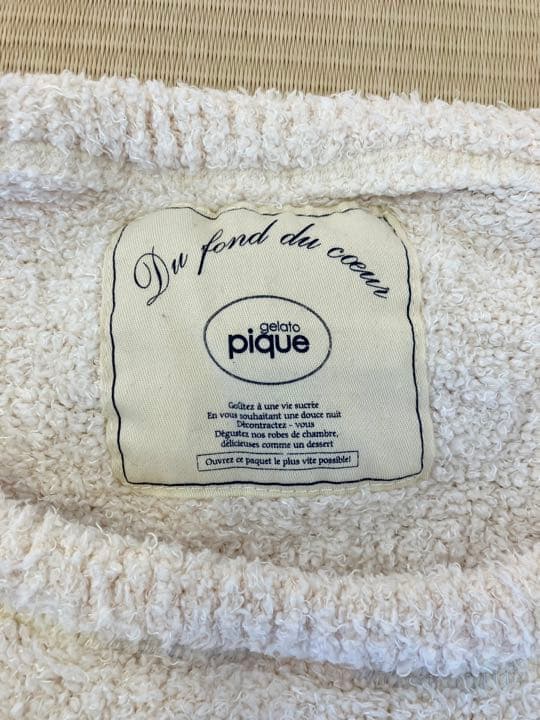 Du fond du cœur
gelato
pique
Goûtez à une vie sucrée
En vous souhaitant une douce nuit
Décontractez - vous
Dégustez nos robes de chambre,
délicieuses comme un dessert
Ouvrez ce paquet le plus vite possible!